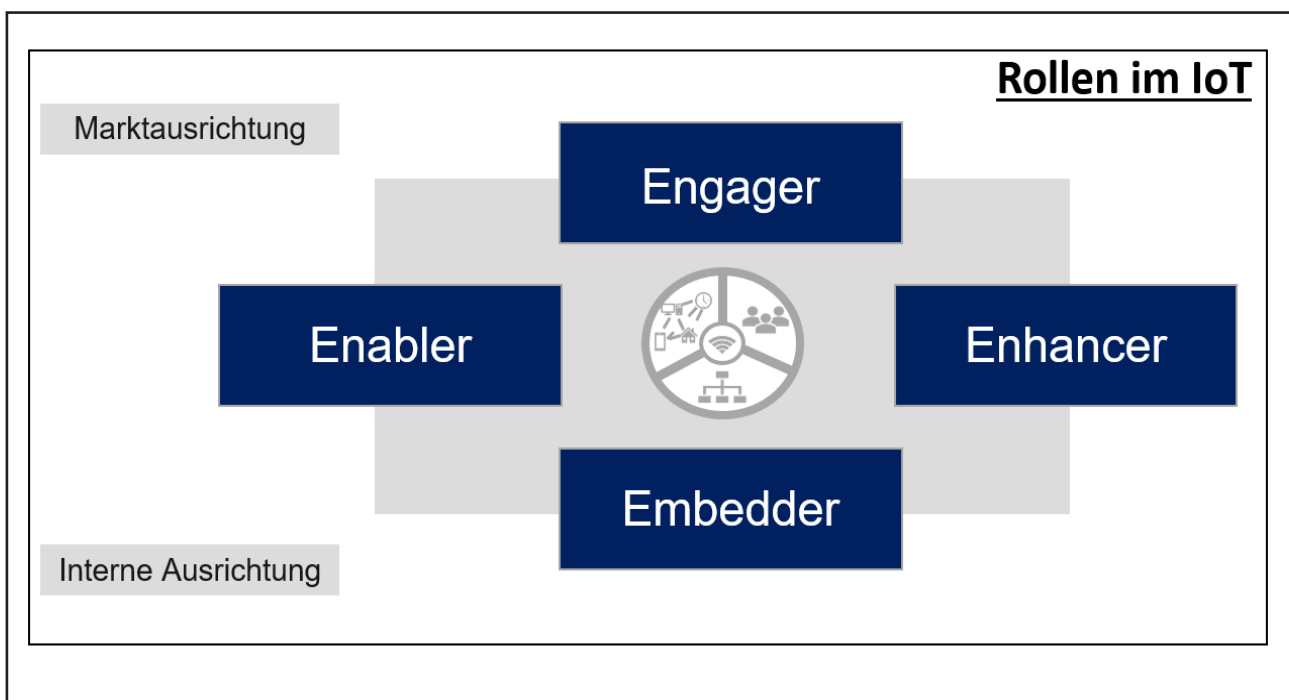 Rollen im IoT
Marktausrichtung
Engager
Enabler
Enhancer
Embedder
Interne Ausrichtung